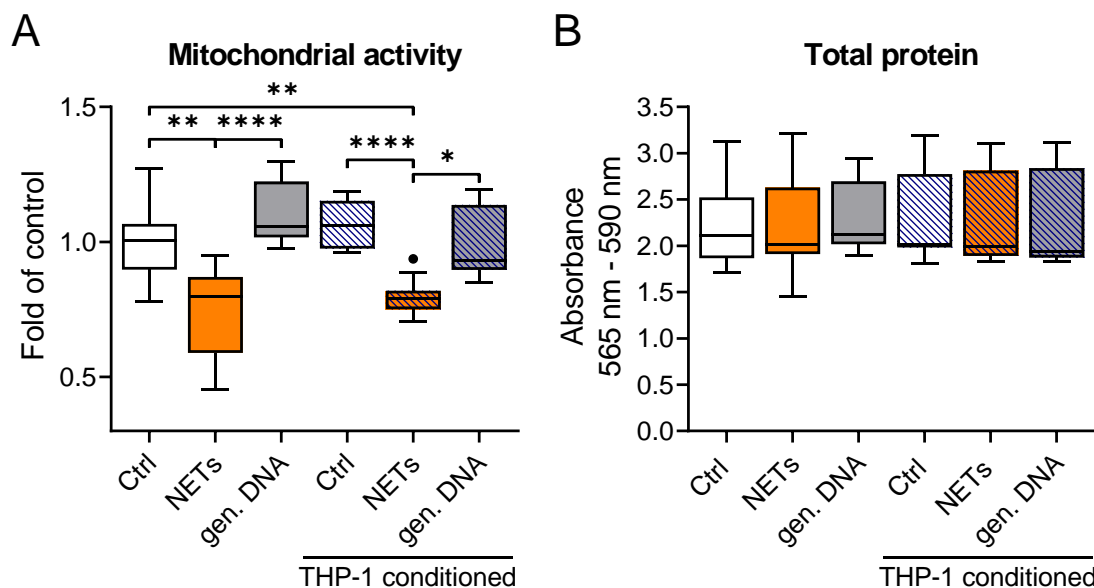 A
Mitochondrial activity
**
** ****
**** *
1.5
1.0
0.5
Fold of control
Ctrl
NETs
gen. DNA
Ctrl
NETs
gen. DNA
THP-1 conditioned
B
Total protein
3.5
3.0
2.5
2.0
1.5
1.0
0.5
0.0
Absorbance
565 nm - 590 nm
Ctrl
NETs
gen. DNA
Ctrl
NETs
gen. DNA
THP-1 conditioned